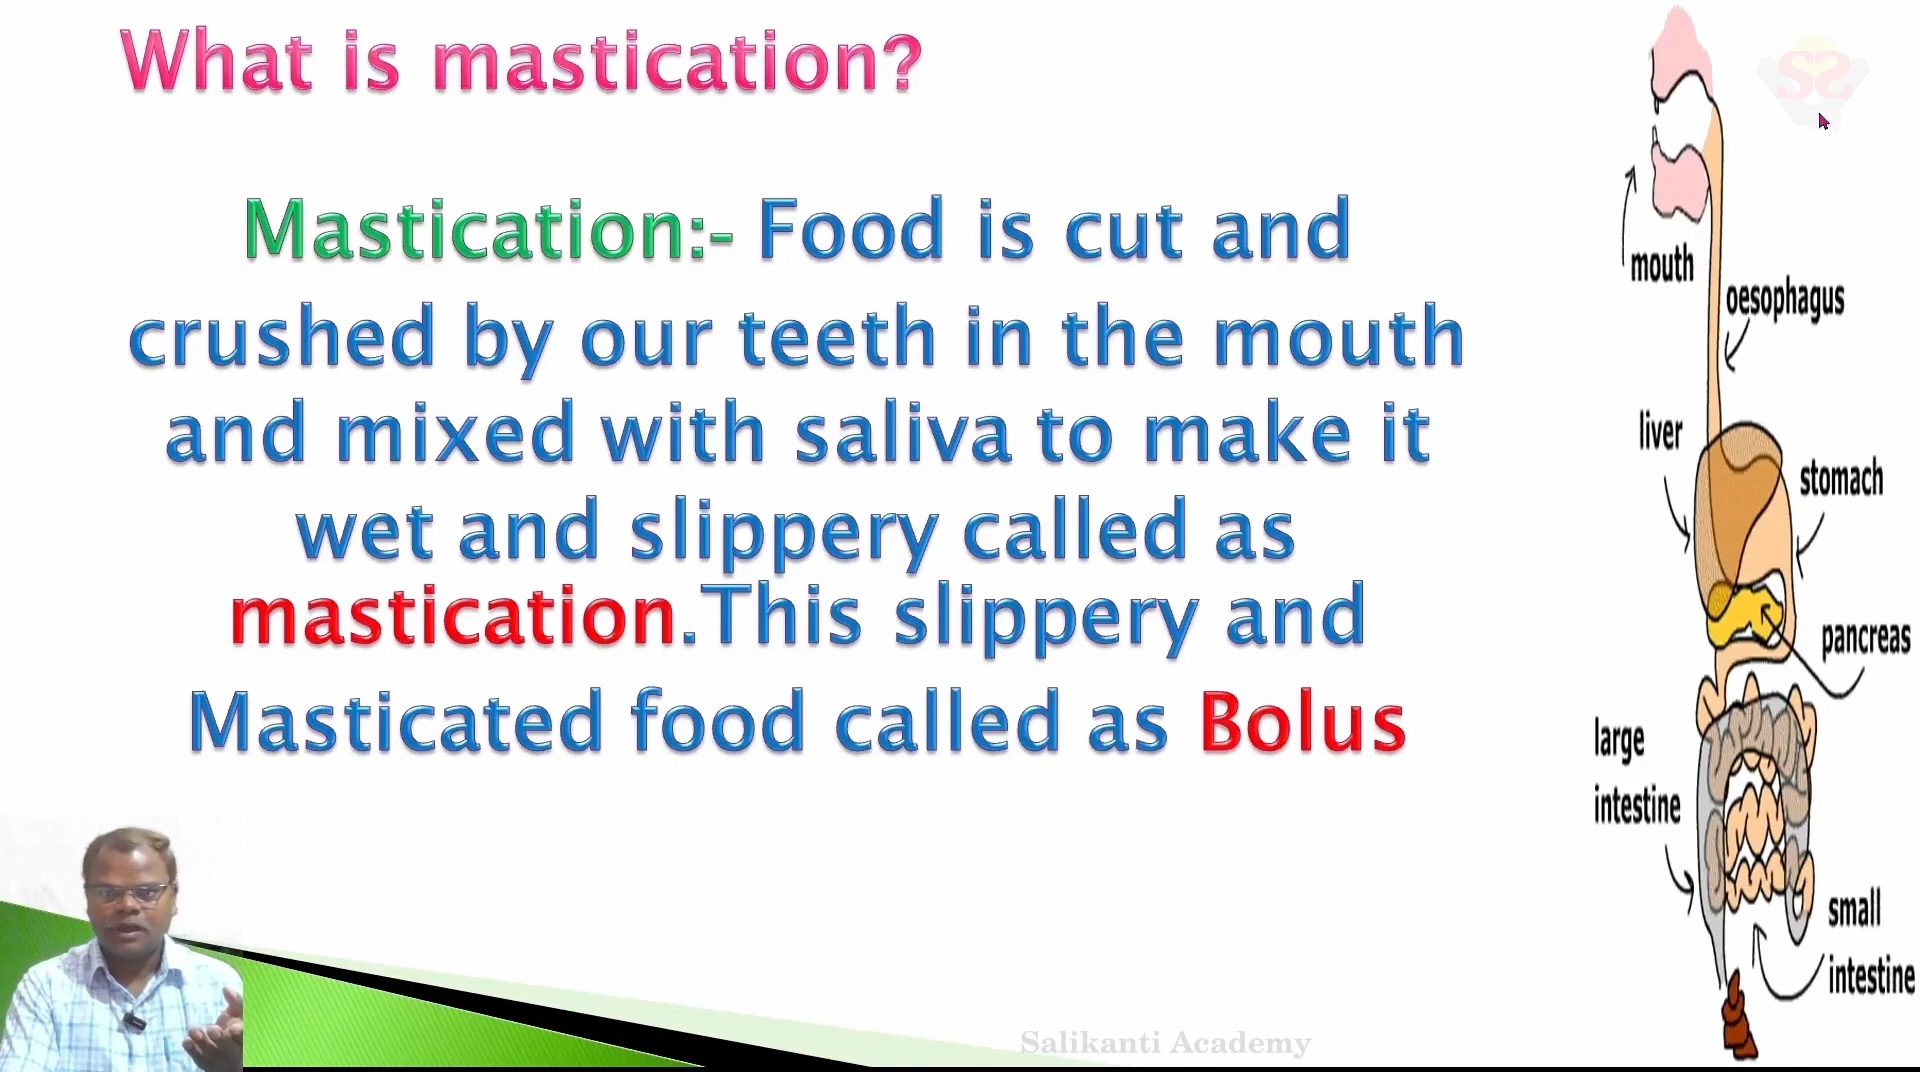 What is mastication?
Mastication:- Food is cut and
crushed by our teeth in the mouth
and mixed with saliva to make it
wet and slippery called as
mastication.This slippery and
Masticated food called as Bolus
mouth
oesophagus
liver
stomach
pancreas
large
intestine
small
intestine
Salikanti Academy